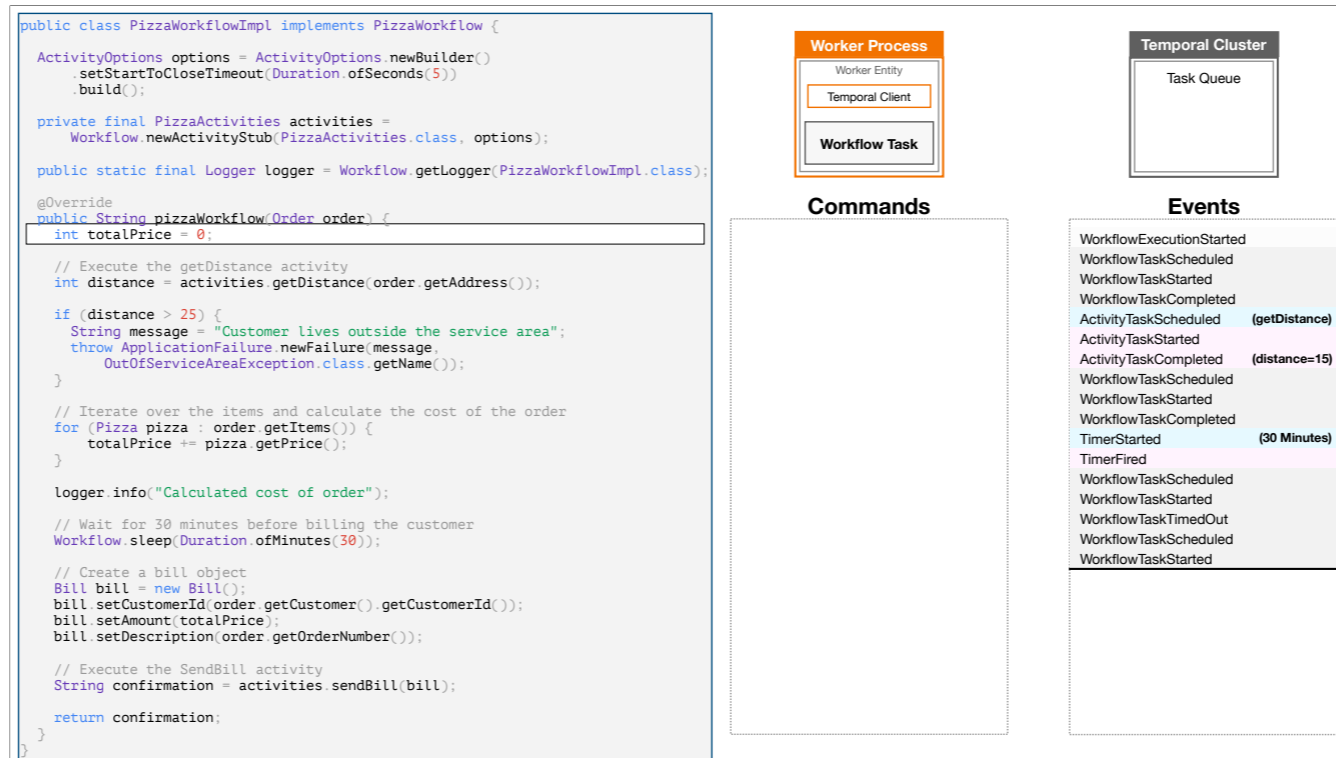 public class PizzaWorkflowImpl implements PizzaWorkflow {
ActivityOptions options = ActivityOptions.newBuilder()
.setStartToCloseTimeout(Duration.ofSeconds(5))
.build();
private final PizzaActivities activities =
Workflow.newActivityStub(PizzaActivities.class, options);
public static final Logger logger = Workflow.getLogger(PizzaWorkflowImpl.class);
@Override
public String pizzaWorkflow(Order order) {
int totalPrice = 0;
// Execute the getDistance activity
int distance = activities.getDistance(order.getAddress());
if (distance > 25) {
String message = "Customer lives outside the service area";
throw ApplicationFailure.newFailure(message,
OutOfServiceAreaException.class.getName());
}
// Iterate over the items and calculate the cost of the order
for (Pizza pizza : order.getItems()) {
totalPrice += pizza.getPrice();
}
logger.info("Calculated cost of order");
// Wait for 30 minutes before billing the customer
Workflow.sleep(Duration.ofMinutes(30));
// Create a bill object
Bill bill = new Bill();
bill.setCustomerId(order.getCustomer().getCustomerId());
bill.setAmount(totalPrice);
bill.setDescription(order.getOrderNumber());
// Execute the SendBill activity
String confirmation = activities.sendBill(bill);
return confirmation;
}
}
Worker Process
Worker Entity
Temporal Client
Workflow Task
Commands
Temporal Cluster
Task Queue
Events
WorkflowExecutionStarted
WorkflowTaskScheduled
WorkflowTaskStarted
WorkflowTaskCompleted
ActivityTaskScheduled (getDistance)
ActivityTaskStarted
ActivityTaskCompleted (distance=15)
WorkflowTaskScheduled
WorkflowTaskStarted
WorkflowTaskCompleted
TimerStarted (30 Minutes)
TimerFired
WorkflowTaskScheduled
WorkflowTaskStarted
WorkflowTaskTimedOut
WorkflowTaskScheduled
WorkflowTaskStarted